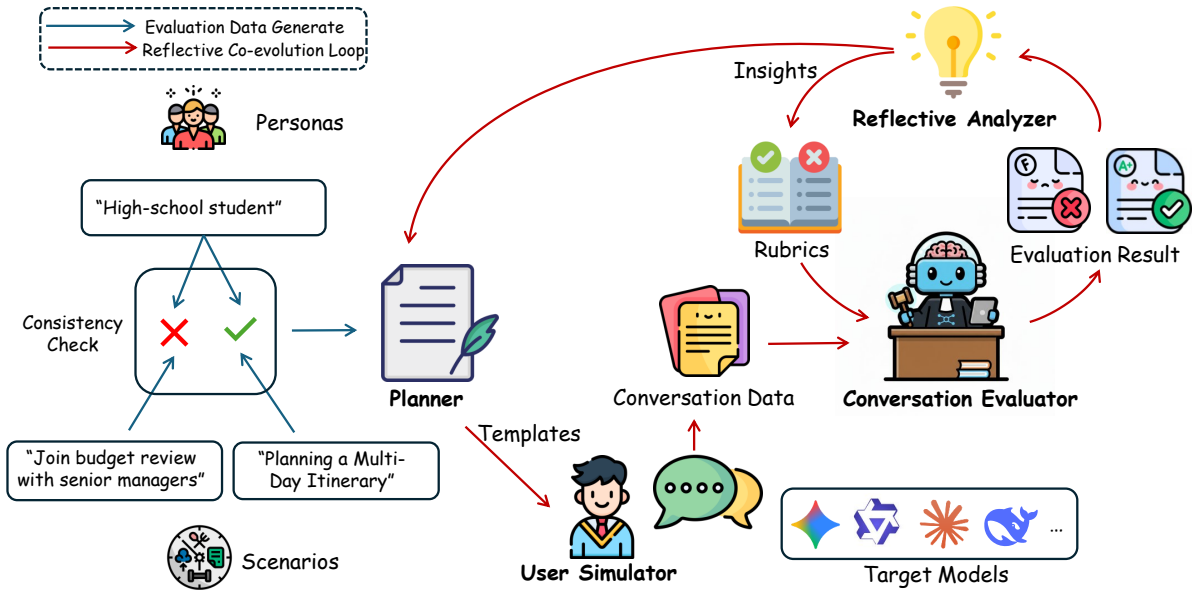 Evaluation Data Generate
Reflective Co-evolution Loop
Personas
“High-school student”
Consistency
Check
“Join budget review
with senior managers”
“Planning a Multi-
Day Itinerary”
Scenarios
Planner
Templates
User Simulator
Conversation Data
Target Models
...
Insights
Rubrics
Reflective Analyzer
F
A+
Evaluation Result
Conversation Evaluator